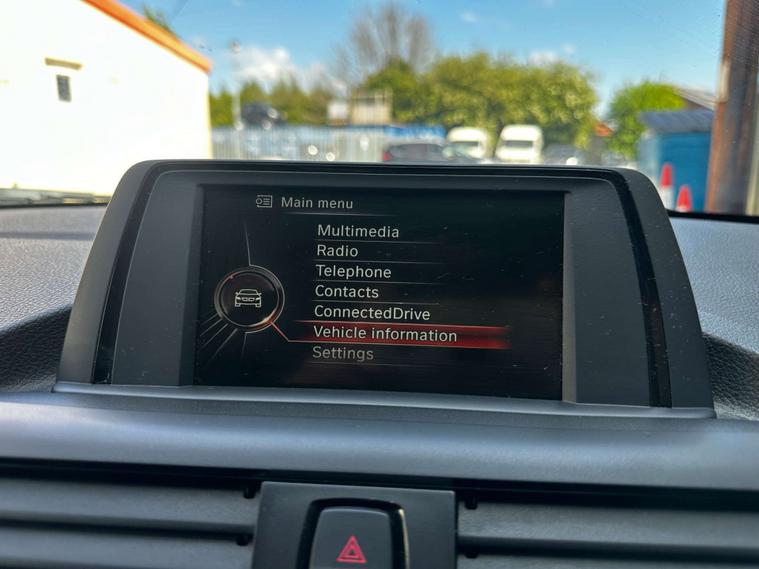 Main menu
Multimedia
Radio
Telephone
Contacts
ConnectedDrive
Vehicle information
Settings